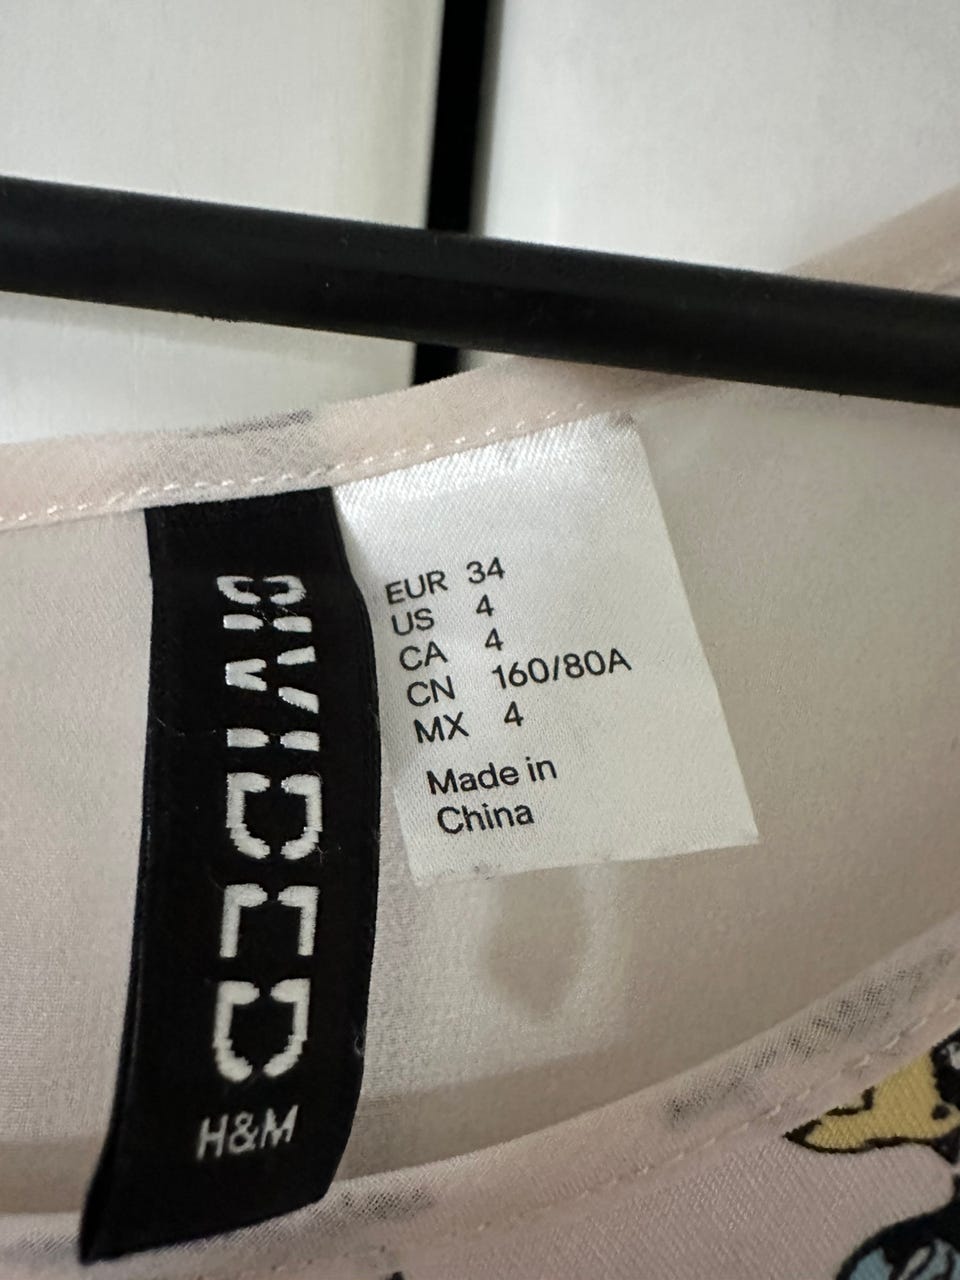 DIVIDED
H&M
EUR 34
US 4
CA 4
CN 160/80A
MX 4
Made in
China